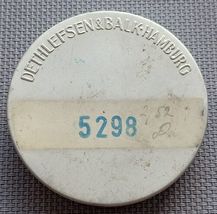 DETHLEFSEN & BALK·HAMBURG
5298